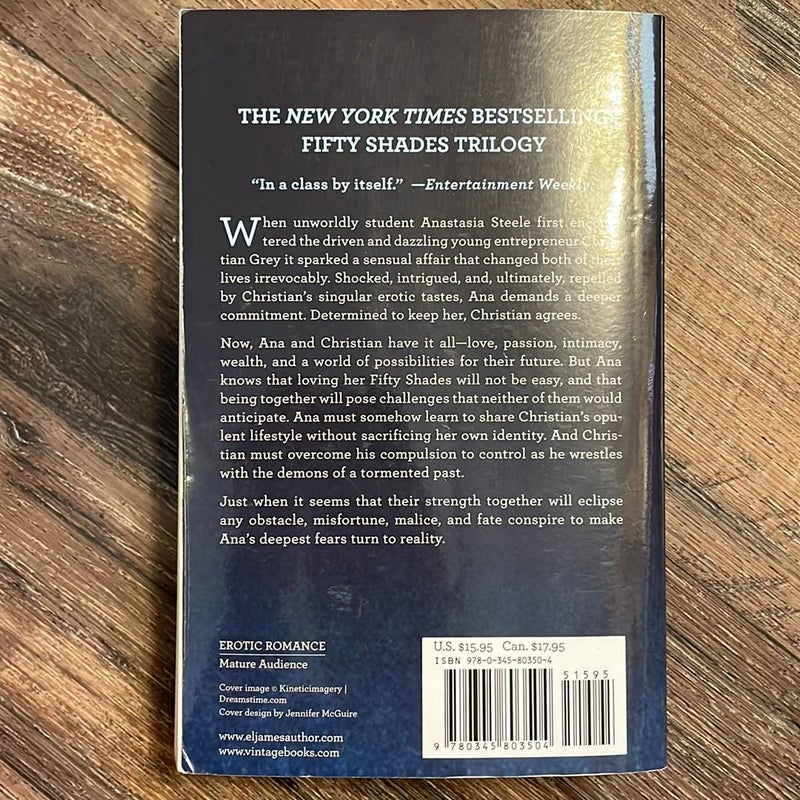 THE NEW YORK TIMES BESTSELLING
FIFTY SHADES TRILOGY
“In a class by itself.” —Entertainment Weekly
When unworldly student Anastasia Steele first encoun-
tered the driven and dazzling young entrepreneur Chris-
tian Grey it sparked a sensual affair that changed both of their
lives irrevocably. Shocked, intrigued, and, ultimately, repelled
by Christian’s singular erotic tastes, Ana demands a deeper
commitment. Determined to keep her, Christian agrees.
Now, Ana and Christian have it all—love, passion, intimacy,
wealth, and a world of possibilities for their future. But Ana
knows that loving her Fifty Shades will not be easy, and that
being together will pose challenges that neither of them would
anticipate. Ana must somehow learn to share Christian’s opu-
lent lifestyle without sacrificing her own identity. And Chris-
tian must overcome his compulsion to control as he wrestles
with the demons of a tormented past.
Just when it seems that their strength together will eclipse
any obstacle, misfortune, malice, and fate conspire to make
Ana’s deepest fears turn to reality.
EROTIC ROMANCE
Mature Audience
Cover image © Kineticimagery |
Dreamstime.com
Cover design by Jennifer McGuire
www.eljamesauthor.com
www.vintagebooks.com
U.S. $15.95 Can. $17.95
ISBN 978-0-345-80350-4
51595
9 780345 803504